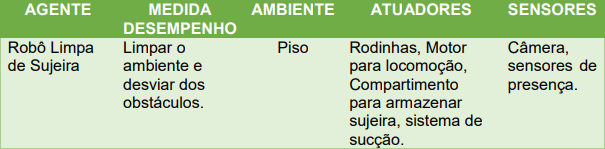 AGENTE MEDIDA DESEMPENHO AMBIENTE ATUADORES SENSORES
Robô Limpa de Sujeira
Limpar o ambiente e desviar dos obstáculos.
Piso
Rodinhas, Motor para locomoção, Compartimento para armazenar sujeira, sistema de sucção.
Câmera, sensores de presença.